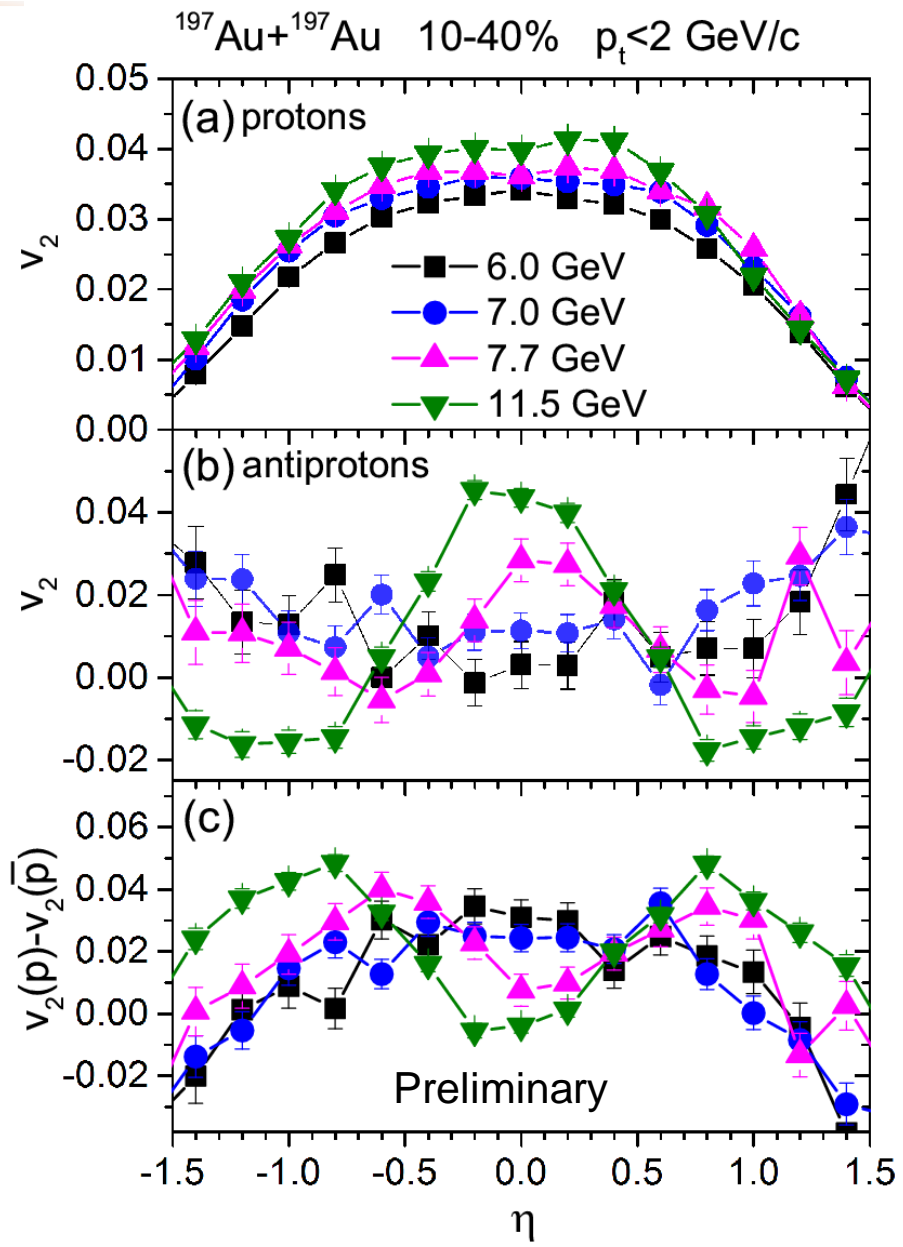 ¹⁹⁷Au+¹⁹⁷Au 10-40% pₜ<2 GeV/c
0.05
(a) protons
0.04
0.03
v₂
6.0 GeV
0.02
7.0 GeV
7.7 GeV
0.01
11.5 GeV
0.00
(b) antiprotons
0.04
v₂
0.02
0.00
-0.02
(c)
0.06
0.04
v₂(p)-v₂(p̅)
0.02
0.00
-0.02
Preliminary
-1.5 -1.0 -0.5 0.0 0.5 1.0 1.5
η